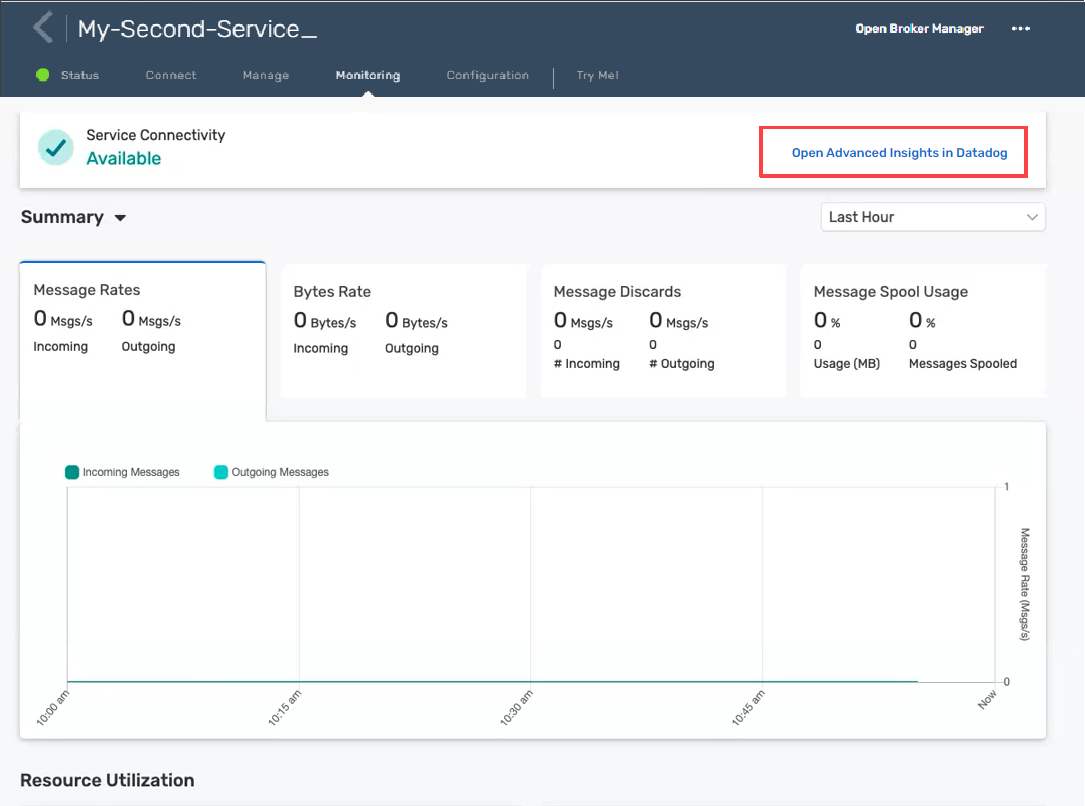 My-Second-Service_
Open Broker Manager
Status Connect Manage Monitoring Configuration Try Me!
Service Connectivity
Available
Open Advanced Insights in Datadog
Summary
Last Hour
Message Rates
0 Msgs/s 0 Msgs/s
Incoming Outgoing
Bytes Rate
0 Bytes/s 0 Bytes/s
Incoming Outgoing
Message Discards
0 Msgs/s 0 Msgs/s
0 0
# Incoming # Outgoing
Message Spool Usage
0 % 0 %
0 0
Usage (MB) Messages Spooled
Incoming Messages Outgoing Messages
1
Message Rate (Msgs/s)
0
10:00 am 10:15 am 10:30 am 10:45 am Now
Resource Utilization